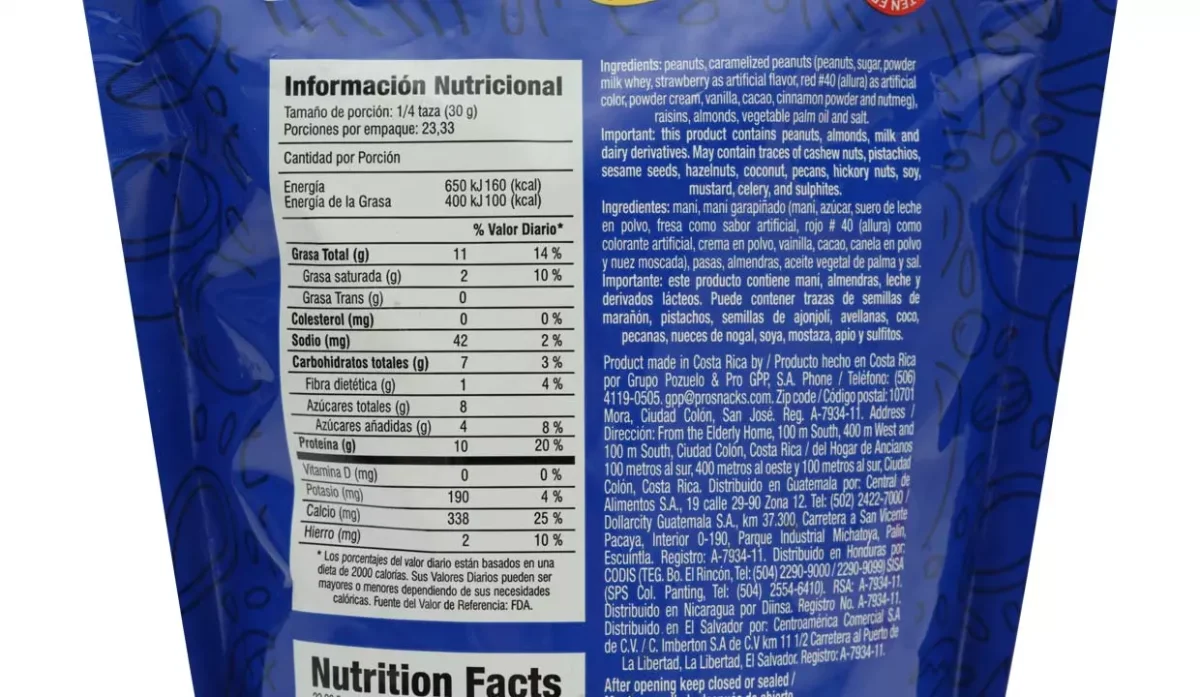 TEN EN
Información Nutricional
Tamaño de porción: 1/4 taza (30 g)
Porciones por empaque: 23,33
Cantidad por Porción
Energía 650 kJ 160 (kcal)
Energía de la Grasa 400 kJ 100 (kcal)
% Valor Diario*
Grasa Total (g) 11 14 %
Grasa saturada (g) 2 10 %
Grasa Trans (g) 0
Colesterol (mg) 0 0 %
Sodio (mg) 42 2 %
Carbohidratos totales (g) 7 3 %
Fibra dietética (g) 1 4 %
Azúcares totales (g) 8
Azúcares añadidas (g) 4 8 %
Proteina (g) 10 20 %
Vitamina D (mg) 0 0 %
Potasio (mg) 190 4 %
Calcio (mg) 338 25 %
Hierro (mg) 2 10 %
* Los porcentajes del valor diario están basados en una
dieta de 2000 calorías. Sus Valores Diarios pueden ser
mayores o menores dependiendo de sus necesidades
calóricas. Fuente del Valor de Referencia: FDA.
Nutrition Facts
Ingredients: peanuts, caramelized peanuts (peanuts, sugar, powder
milk whey, strawberry as artificial flavor, red #40 (allura) as artificial
color, powder cream, vanilla, cacao, cinnamon powder and nutmeg),
raisins, almonds, vegetable palm oil and salt.
Important: this product contains peanuts, almonds, milk and
dairy derivatives. May contain traces of cashew nuts, pistachios,
sesame seeds, hazelnuts, coconut, pecans, hickory nuts, soy,
mustard, celery, and sulphites.
Ingredientes: maní, maní garapiñado (maní, azúcar, suero de leche
en polvo, fresa como sabor artificial, rojo # 40 (allura) como
colorante artificial, crema en polvo, vainilla, cacao, canela en polvo
y nuez moscada), pasas, almendras, aceite vegetal de palma y sal.
Importante: este producto contiene maní, almendras, leche y
derivados lácteos. Puede contener trazas de semillas de
marañón, pistachos, semillas de ajonjolí, avellanas, coco,
pecanas, nueces de nogal, soya, mostaza, apio y sulfitos.
Product made in Costa Rica by / Producto hecho en Costa Rica
por Grupo Pozuelo & Pro GPP, S.A. Phone / Teléfono: (506)
4119-0505. gpp@prosnacks.com. Zip code / Código postal: 10701
Mora, Ciudad Colón, San José. Reg. A-7934-11. Address /
Dirección: From the Elderly Home, 100 m South, 400 m West and
100 m South, Ciudad Colón, Costa Rica / del Hogar de Ancianos
100 metros al sur, 400 metros al oeste y 100 metros al sur, Ciudad
Colón, Costa Rica. Distribuido en Guatemala por: Central de
Alimentos S.A., 19 calle 29-90 Zona 12. Tel: (502) 2422-7000 /
Dollarcity Guatemala S.A., km 37.300, Carretera a San Vicente
Pacaya, Interior 0-190, Parque Industrial Michatoya, Palín,
Escuintla. Registro: A-7934-11. Distribuido en Honduras por:
CODIS (TEG. Bo. El Rincón, Tel: (504) 2290-9000 / 2290-9099) SISA
(SPS Col. Panting, Tel: (504) 2554-6410). RSA: A-7934-11.
Distribuido en Nicaragua por Diinsa. Registro No. A-7934-11.
Distribuido en El Salvador por: Centroamérica Comercial S.A
de C.V. / C. Imberton S.A de C.V km 11 1/2 Carretera al Puerto de
La Libertad, La Libertad, El Salvador. Registro: A-7934-11.
After opening keep closed or sealed /